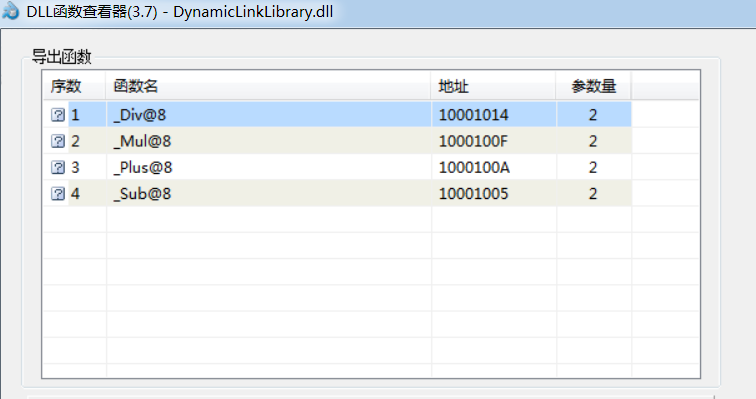 DLL函数查看器(3.7) - DynamicLinkLibrary.dll
导出函数
序数 函数名 地址 参数量
1 _Div@8 10001014 2
2 _Mul@8 1000100F 2
3 _Plus@8 1000100A 2
4 _Sub@8 10001005 2